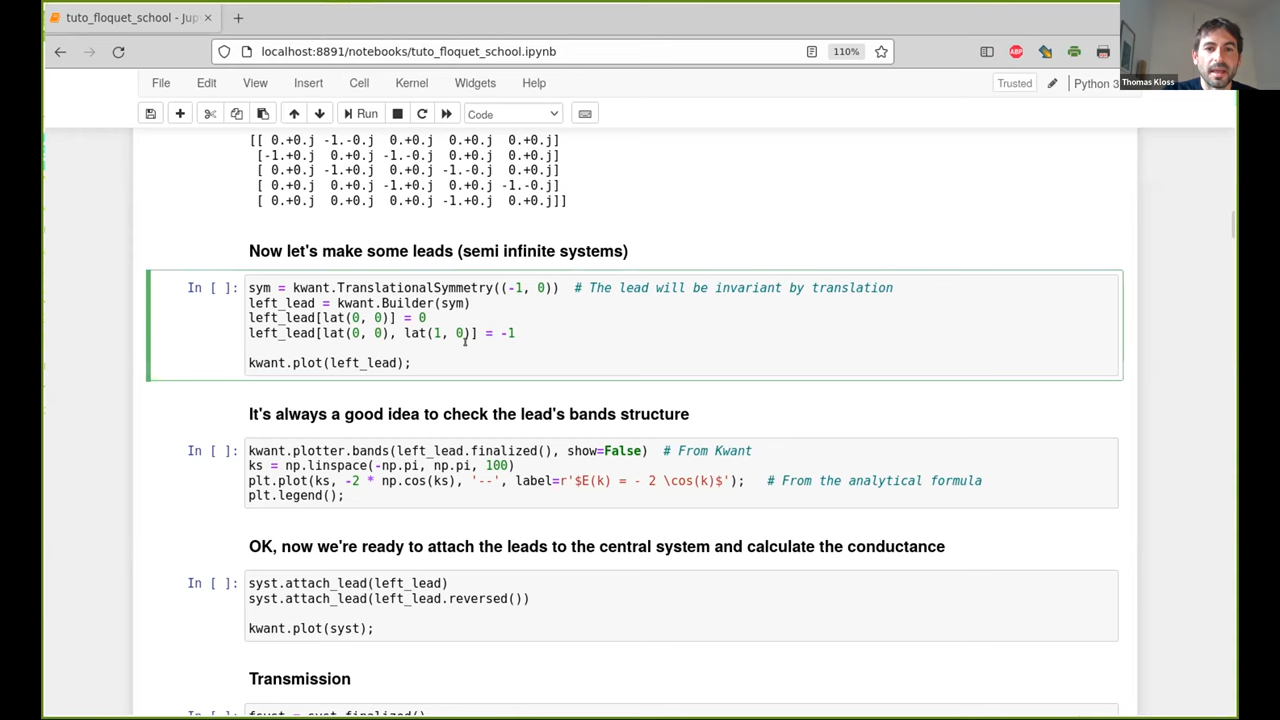 tuto_floquet_school - Jup
localhost:8891/notebooks/tuto_floquet_school.ipynb
110%
ABP
Thomas Kloss
File Edit View Insert Cell Kernel Widgets Help
Trusted
Python 3
Run
Code
[[ 0.+0.j -1.-0.j  0.+0.j  0.+0.j  0.+0.j]
[-1.+0.j  0.+0.j -1.-0.j  0.+0.j  0.+0.j]
[ 0.+0.j -1.+0.j  0.+0.j -1.-0.j  0.+0.j]
[ 0.+0.j  0.+0.j -1.+0.j  0.+0.j -1.-0.j]
[ 0.+0.j  0.+0.j  0.+0.j -1.+0.j  0.+0.j]]
Now let's make some leads (semi infinite systems)
In [ ]: sym = kwant.TranslationalSymmetry((-1, 0))  # The lead will be invariant by translation
left_lead = kwant.Builder(sym)
left_lead[lat(0, 0)] = 0
left_lead[lat(0, 0), lat(1, 0)] = -1
kwant.plot(left_lead);
It's always a good idea to check the lead's bands structure
In [ ]: kwant.plotter.bands(left_lead.finalized(), show=False)  # From Kwant
ks = np.linspace(-np.pi, np.pi, 100)
plt.plot(ks, -2 * np.cos(ks), '--', label=r'$E(k) = - 2 \cos(k)$');   # From the analytical formula
plt.legend();
OK, now we're ready to attach the leads to the central system and calculate the conductance
In [ ]: syst.attach_lead(left_lead)
syst.attach_lead(left_lead.reversed())
kwant.plot(syst);
Transmission